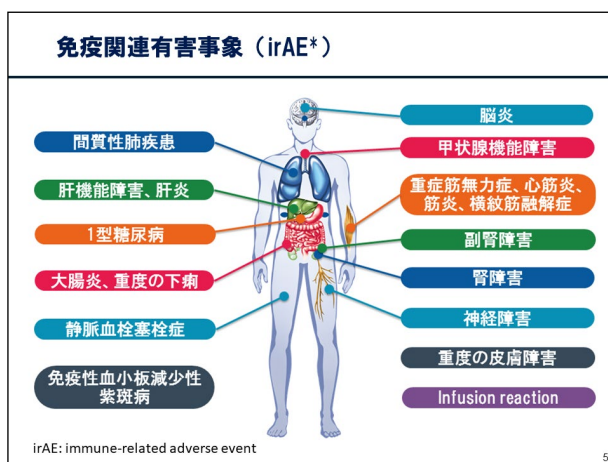 免疫関連有害事象（irAE*）
脳炎
間質性肺疾患
甲状腺機能障害
肝機能障害、肝炎
重症筋無力症、心筋炎、
筋炎、横紋筋融解症
1型糖尿病
副腎障害
大腸炎、重度の下痢
腎障害
静脈血栓塞栓症
神経障害
免疫性血小板減少性
紫斑病
重度の皮膚障害
Infusion reaction
irAE: immune-related adverse event
5